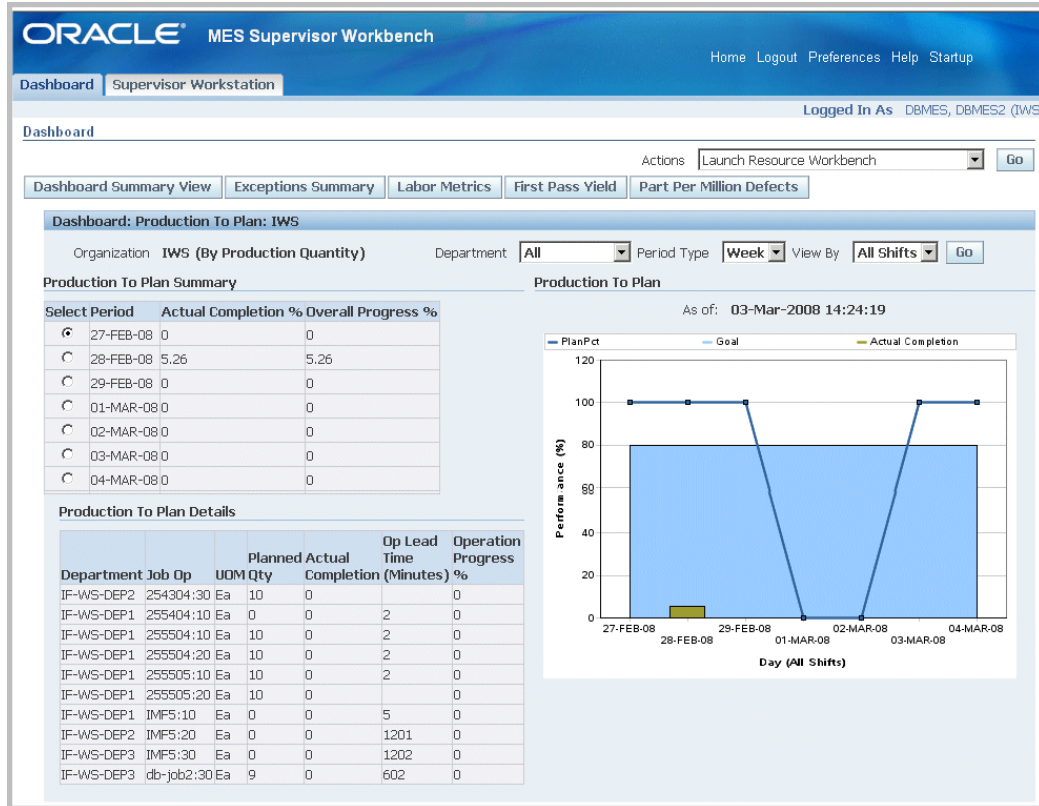 ORACLE MES Supervisor Workbench
Home Logout Preferences Help Startup
Dashboard Supervisor Workstation
Logged In As DBMES, DBMES2 (IWS
Dashboard
Actions Launch Resource Workbench Go
Dashboard Summary View Exceptions Summary Labor Metrics First Pass Yield Part Per Million Defects
Dashboard: Production To Plan: IWS
Organization IWS (By Production Quantity) Department All Period Type Week View By All Shifts Go
Production To Plan Summary
Select Period Actual Completion % Overall Progress %
27-FEB-08 0 0
28-FEB-08 5.26 5.26
29-FEB-08 0 0
01-MAR-08 0 0
02-MAR-08 0 0
03-MAR-08 0 0
04-MAR-08 0 0
Production To Plan Details
Department Job Op UOM Planned Qty Actual Completion Op Lead Time (Minutes) Operation Progress %
IF-WS-DEP2 254304:30 Ea 10 0 0
IF-WS-DEP1 255404:10 Ea 0 0 2 0
IF-WS-DEP1 255504:10 Ea 10 0 2 0
IF-WS-DEP1 255504:20 Ea 10 0 2 0
IF-WS-DEP1 255505:10 Ea 10 0 2 0
IF-WS-DEP1 255505:20 Ea 10 0 0
IF-WS-DEP1 IMF5:10 Ea 0 0 5 0
IF-WS-DEP2 IMF5:20 Ea 0 0 1201 0
IF-WS-DEP3 IMF5:30 Ea 0 0 1202 0
IF-WS-DEP3 db-job2:30 Ea 9 0 602 0
Production To Plan
As of: 03-Mar-2008 14:24:19
PlanPct Goal Actual Completion
120
100
80
60
40
20
0
Performance (%)
27-FEB-08 28-FEB-08 29-FEB-08 01-MAR-08 02-MAR-08 03-MAR-08 04-MAR-08
Day (All Shifts)